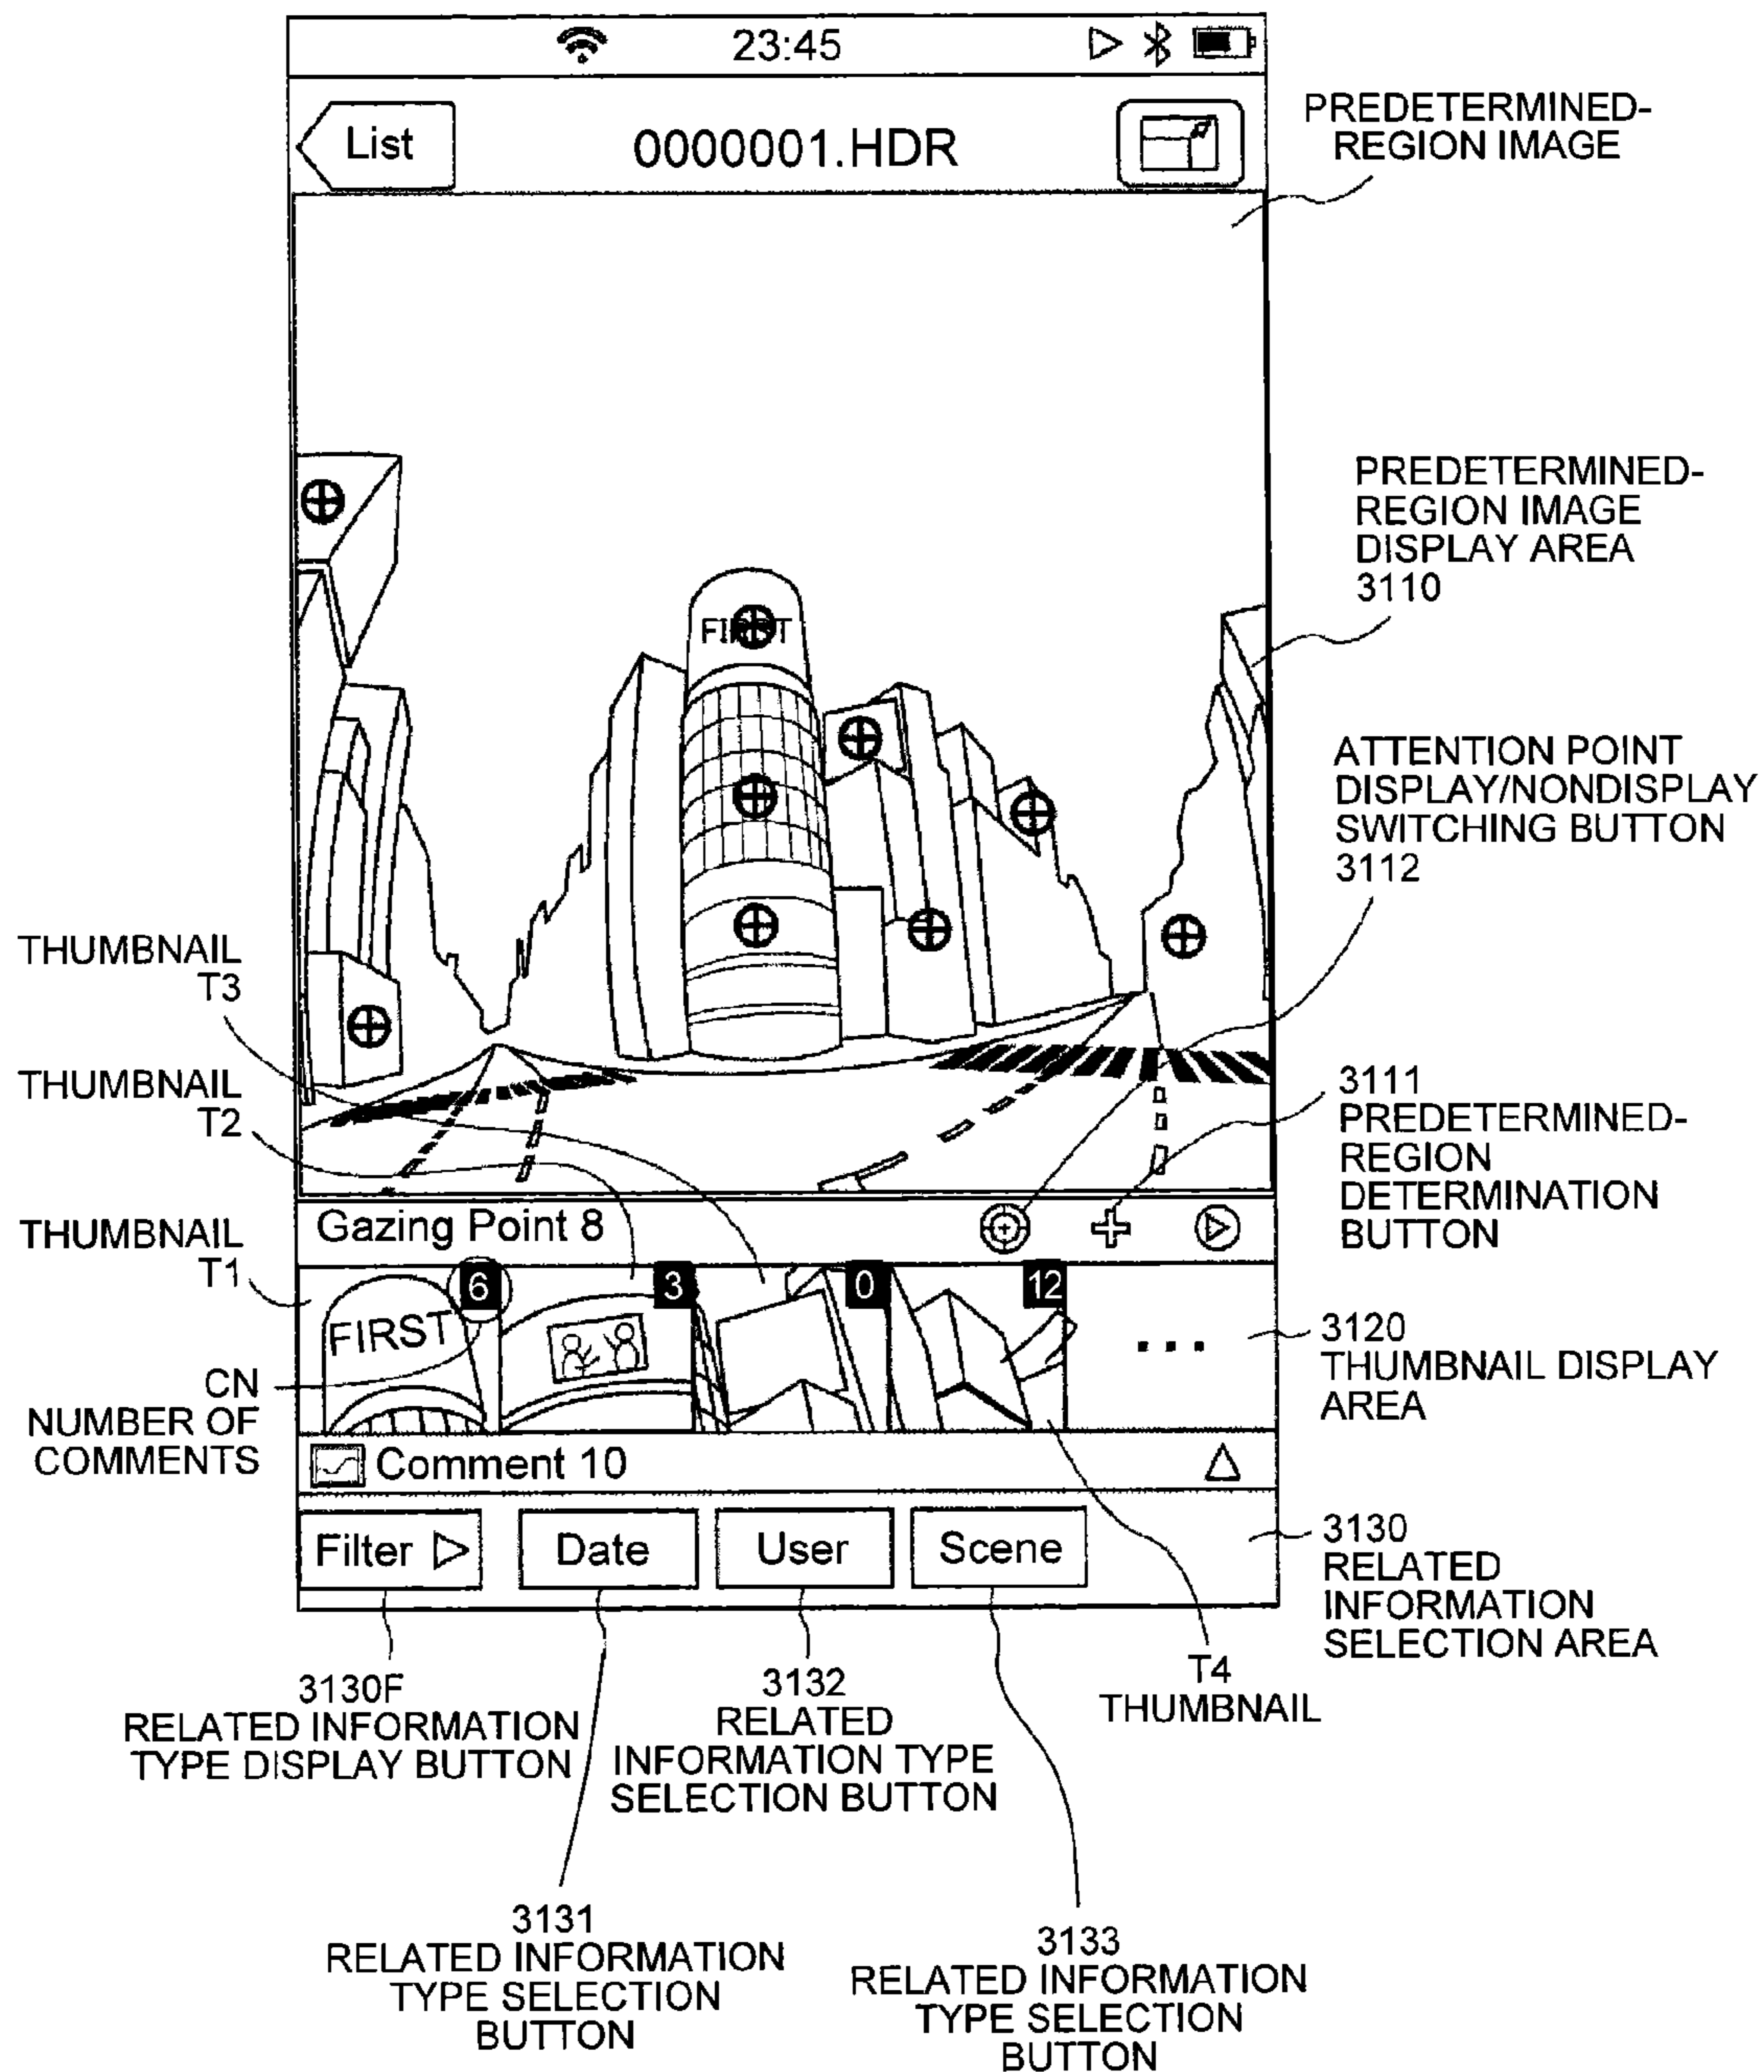 23:45
List
0000001.HDR
PREDETERMINED-
REGION IMAGE
PREDETERMINED-
REGION IMAGE
DISPLAY AREA
3110
FIRST
ATTENTION POINT
DISPLAY/NONDISPLAY
SWITCHING BUTTON
3112
THUMBNAIL
T3
THUMBNAIL
T2
3111
PREDETERMINED-
REGION
DETERMINATION
BUTTON
THUMBNAIL
T1
Gazing Point 8
6
3
0
12
FIRST
...
3120
THUMBNAIL DISPLAY
AREA
CN
NUMBER OF
COMMENTS
Comment 10
Filter
Date
User
Scene
3130
RELATED
INFORMATION
SELECTION AREA
T4
THUMBNAIL
3130F
RELATED INFORMATION
TYPE DISPLAY BUTTON
3132
RELATED
INFORMATION TYPE
SELECTION BUTTON
3131
RELATED INFORMATION
TYPE SELECTION
BUTTON
3133
RELATED INFORMATION
TYPE SELECTION
BUTTON